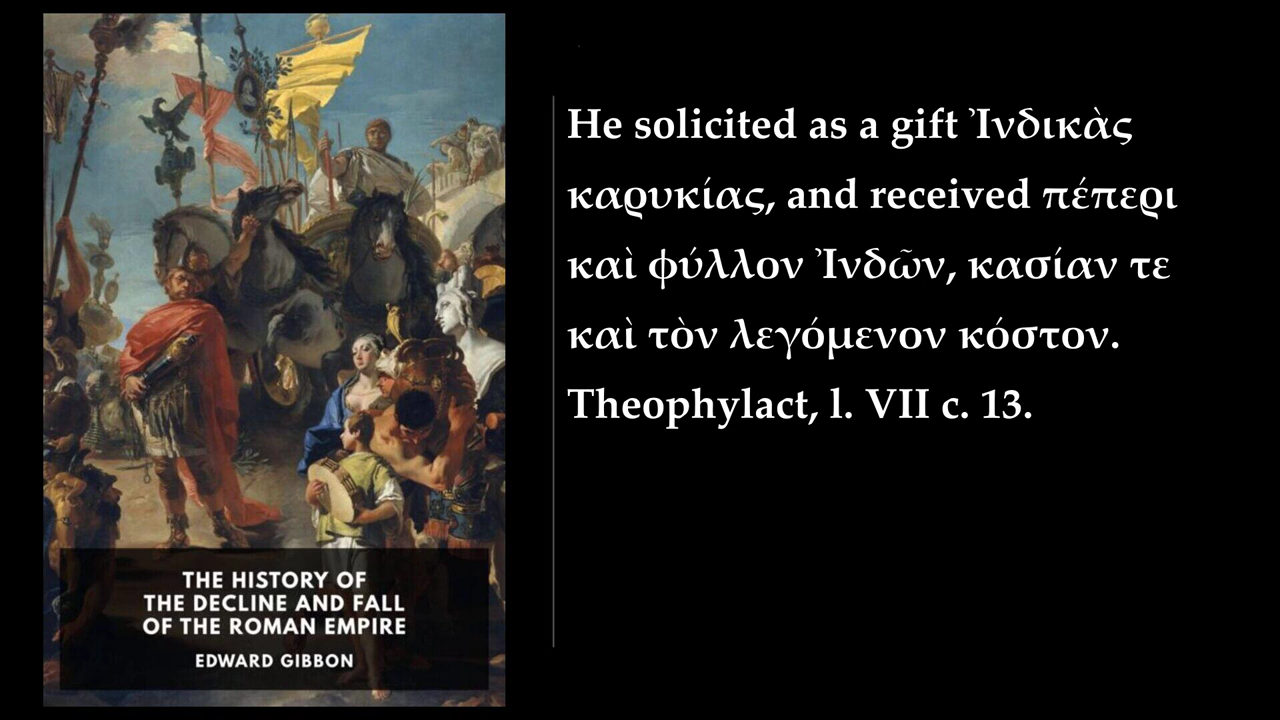 He solicited as a gift Ἰνδικὰς
καρυκίας, and received πέπερι
καὶ φύλλον Ἰνδῶν, κασίαν τε
καὶ τὸν λεγόμενον κόστον.
Theophylact, l. VII c. 13.
THE HISTORY OF
THE DECLINE AND FALL
OF THE ROMAN EMPIRE
EDWARD GIBBON